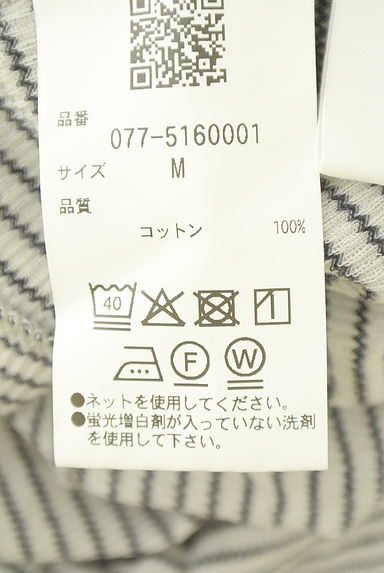 品番
077-5160001
サイズ M
品質
コットン 100%
40
F W
●ネットを使用してください。
●蛍光増白剤が入っていない洗剤
を使用して下さい。